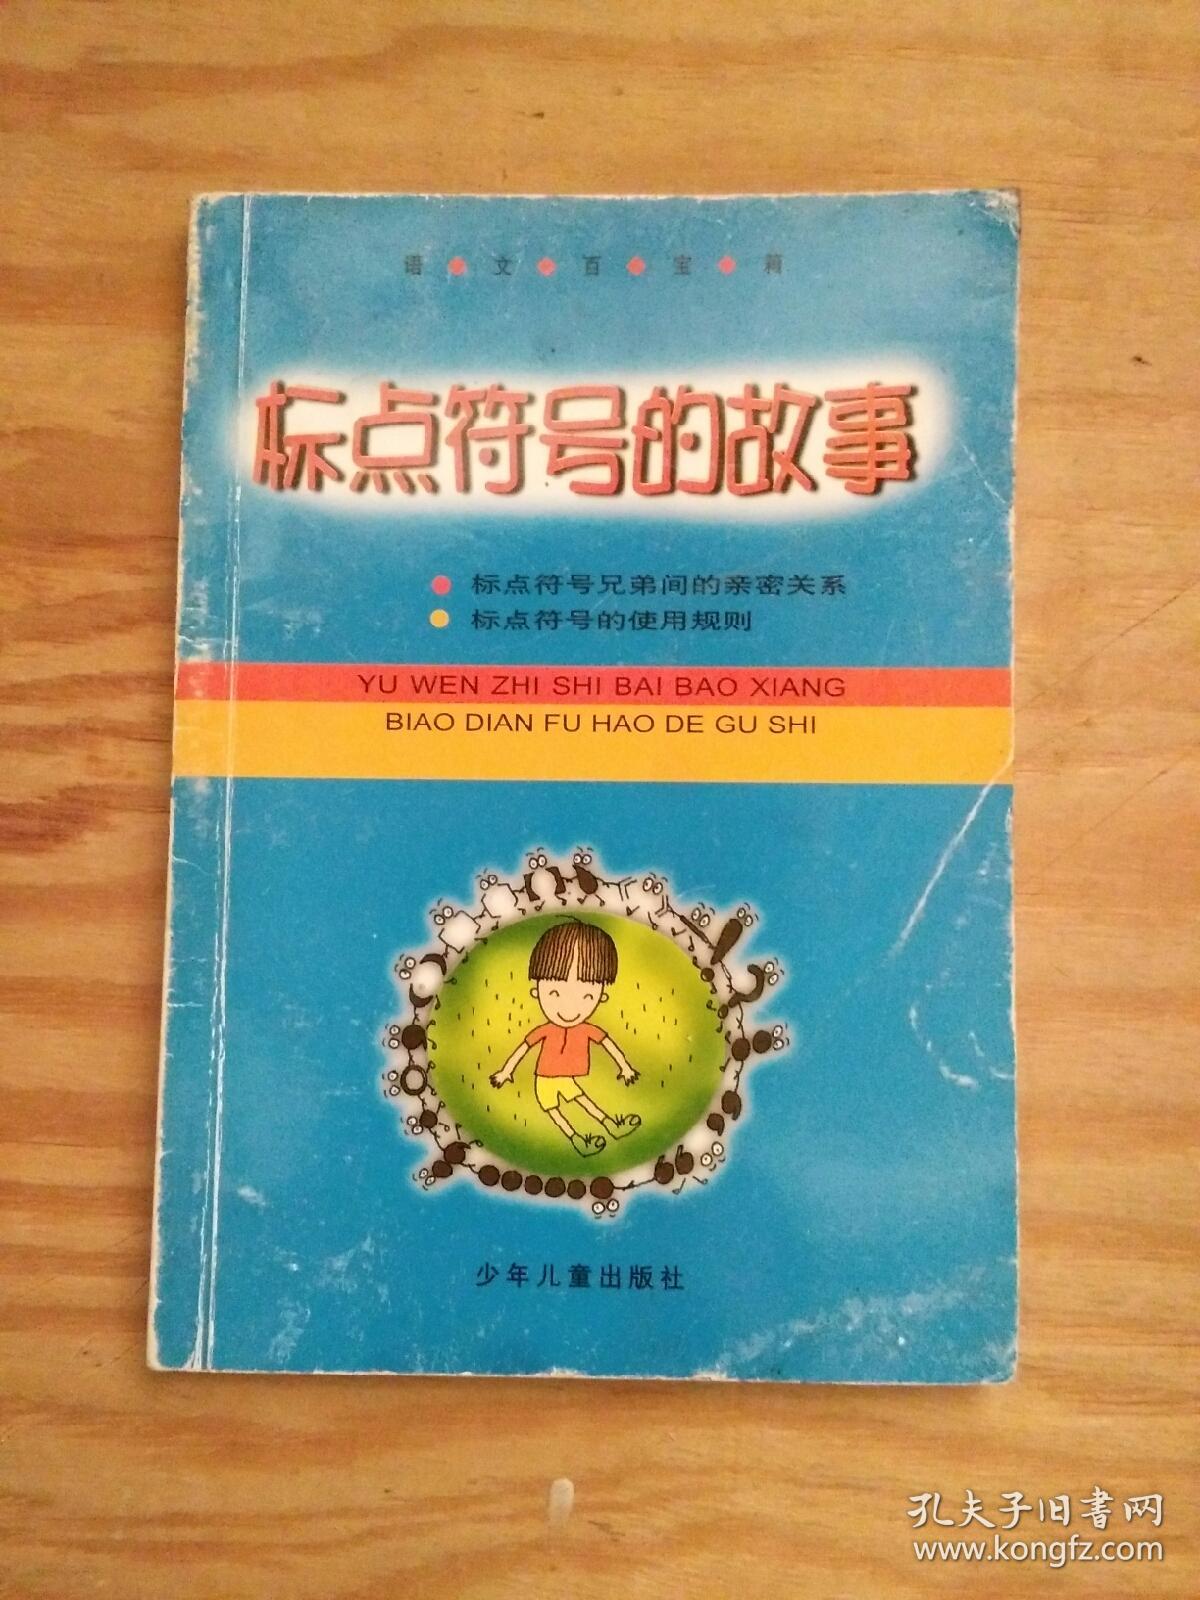 语◆文◆百◆宝◆箱
标点符号的故事
● 标点符号兄弟间的亲密关系
● 标点符号的使用规则
YU WEN ZHI SHI BAI BAO XIANG
BIAO DIAN FU HAO DE GU SHI
少年儿童出版社
孔夫子旧书网
www.kongfz.com